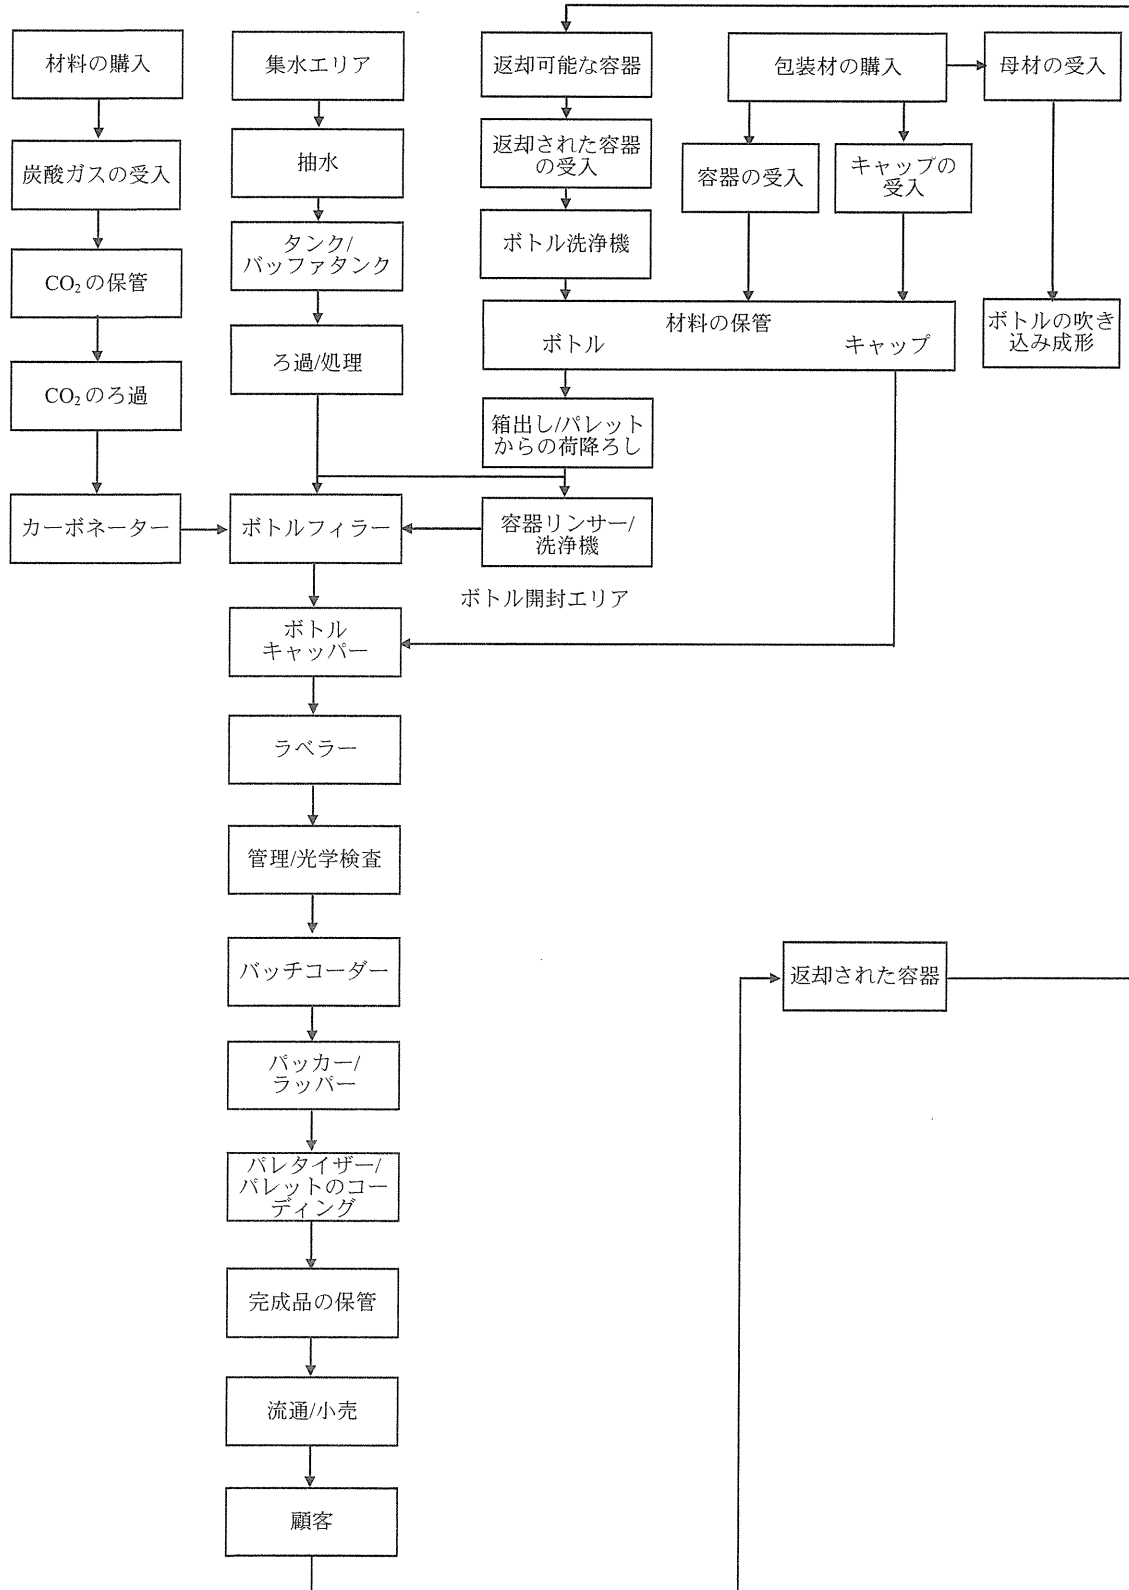 材料の購入
集水エリア
返却可能な容器
包装材の購入
母材の受入
炭酸ガスの受入
抽水
返却された容器
の受入
容器の受入
キャップの
受入
CO₂の保管
タンク/
バッファタンク
ボトル洗浄機
材料の保管
ボトル
キャップ
ボトルの吹き
込み成形
CO₂のろ過
ろ過/処理
箱出し/パレット
からの荷降ろし
カーボネーター
ボトルフィラー
容器リンサー/
洗浄機
ボトル開封エリア
ボトル
キャッパー
ラベラー
管理/光学検査
バッチコーダー
返却された容器
パッカー/
ラッパー
パレタイザー/
パレットのコー
ディング
完成品の保管
流通/小売
顧客